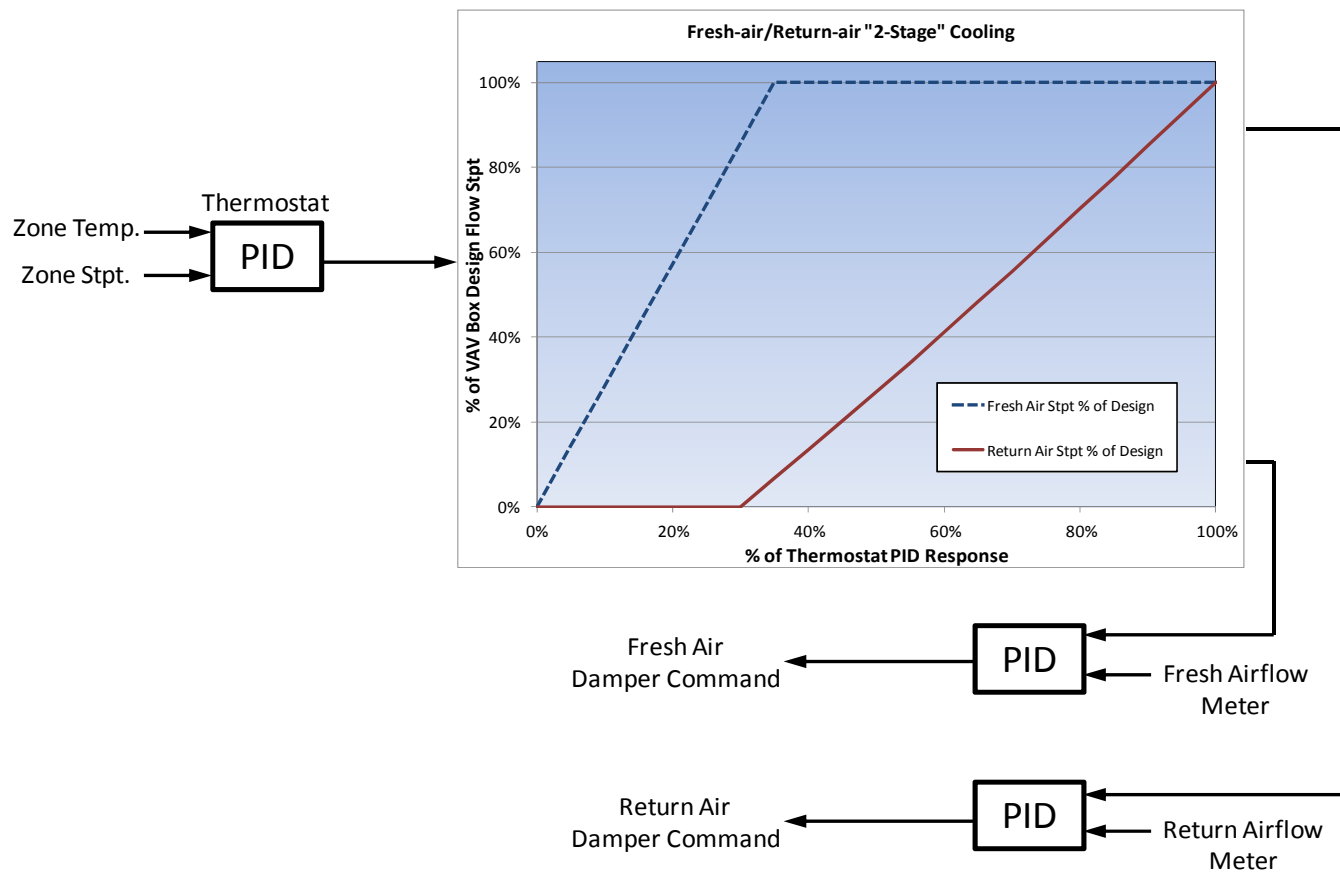 Fresh-air/Return-air "2-Stage" Cooling
100%
80%
60%
40%
20%
0%
% of VAV Box Design Flow Stpt
0%
20%
40%
60%
80%
100%
% of Thermostat PID Response
Fresh Air Stpt % of Design
Return Air Stpt % of Design
Thermostat
Zone Temp.
PID
Zone Stpt.
Fresh Air
Damper Command
PID
Fresh Airflow
Meter
Return Air
Damper Command
PID
Return Airflow
Meter